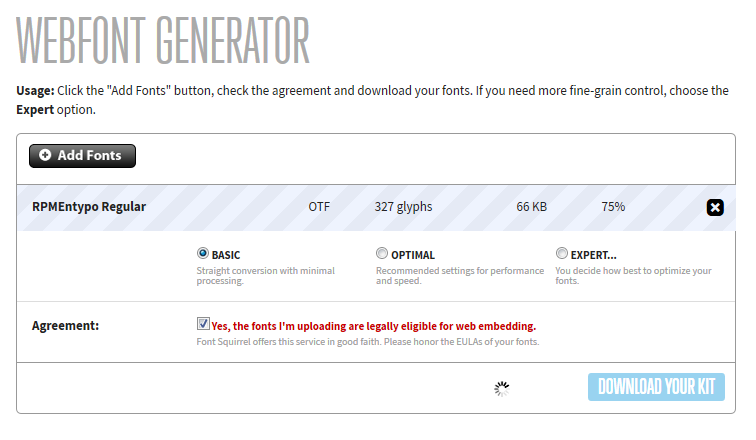 WEBFONT GENERATOR
Usage: Click the "Add Fonts" button, check the agreement and download your fonts. If you need more fine-grain control, choose the
Expert option.
Add Fonts
RPMEntypo Regular OTF 327 glyphs 66 KB 75%
BASIC OPTIMAL EXPERT...
Straight conversion with minimal Recommended settings for performance You decide how best to optimize your
processing. and speed. fonts.
Agreement: Yes, the fonts I'm uploading are legally eligible for web embedding.
Font Squirrel offers this service in good faith. Please honor the EULAs of your fonts.
DOWNLOAD YOUR KIT